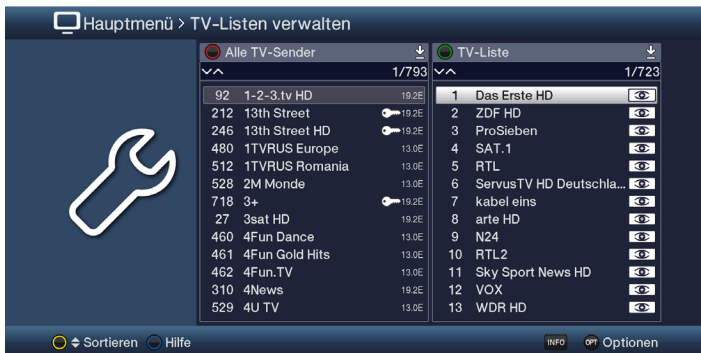 Hauptmenü > TV-Listen verwalten
Alle TV-Sender
1/793
92 1-2-3.tv HD 19.2E
212 13th Street 19.2E
246 13th Street HD 19.2E
480 1TVRUS Europe 13.0E
512 1TVRUS Romania 13.0E
528 2M Monde 13.0E
718 3+ 19.2E
27 3sat HD 19.2E
460 4Fun Dance 13.0E
461 4Fun Gold Hits 13.0E
462 4Fun.TV 13.0E
310 4News 19.2E
529 4U TV 13.0E
TV-Liste
1/723
1 Das Erste HD
2 ZDF HD
3 ProSieben
4 SAT.1
5 RTL
6 ServusTV HD Deutschla...
7 kabel eins
8 arte HD
9 N24
10 RTL2
11 Sky Sport News HD
12 VOX
13 WDR HD
Sortieren Hilfe INFO OPT Optionen